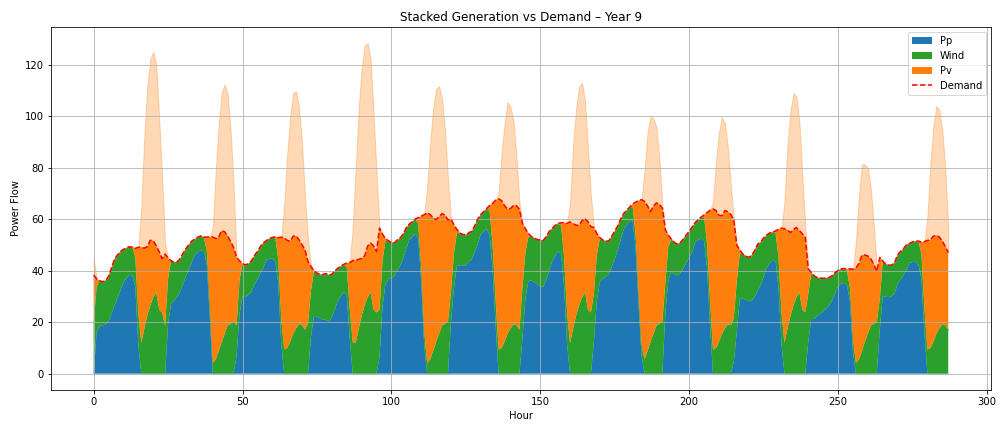 Stacked Generation vs Demand – Year 9
Pp
Wind
Pv
Demand
Power Flow
120
100
80
60
40
20
0
0 50 100 150 200 250 300
Hour